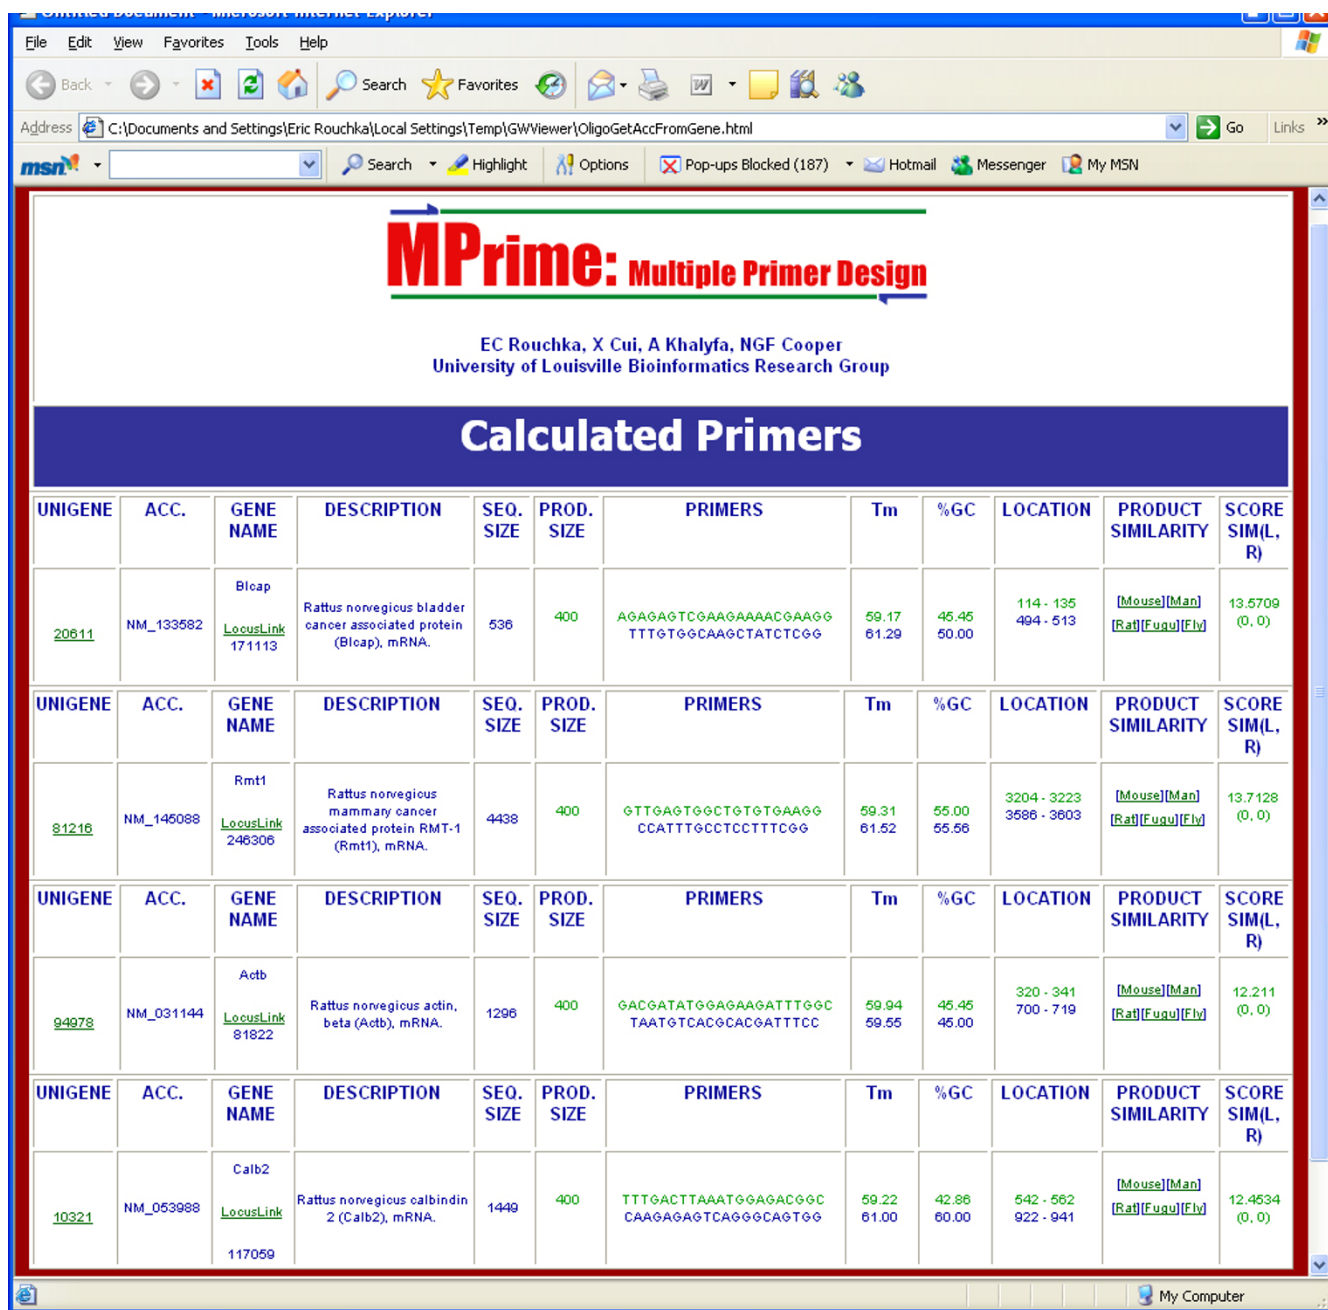 Untitled Document - Microsoft Internet Explorer
File Edit View Favorites Tools Help
Back Search Favorites
Address C:\Documents and Settings\Eric Rouchka\Local Settings\Temp\GWViewer\OligoGetAccFromGene.html Go Links »
msn Search Highlight Options Pop-ups Blocked (187) Hotmail Messenger My MSN
MPrime: Multiple Primer Design
EC Rouchka, X Cui, A Khalyfa, NGF Cooper
University of Louisville Bioinformatics Research Group
Calculated Primers
UNIGENE ACC. GENE NAME DESCRIPTION SEQ. SIZE PROD. SIZE PRIMERS Tm %GC LOCATION PRODUCT SIMILARITY SCORE SIM(L, R)
20611 NM_133582 Blcap LocusLink 171113 Rattus norvegicus bladder cancer associated protein (Blcap), mRNA. 536 400 AGAGAGTCGAAGAAAACGAAGG TTTGTGGCAAGCTATCTCGG 59.17 61.29 45.45 50.00 114 - 135 494 - 513 [Mouse][Man] [Rat][Fugu][Fly] 13.5709 (0, 0)
UNIGENE ACC. GENE NAME DESCRIPTION SEQ. SIZE PROD. SIZE PRIMERS Tm %GC LOCATION PRODUCT SIMILARITY SCORE SIM(L, R)
81216 NM_145088 Rmt1 LocusLink 246306 Rattus norvegicus mammary cancer associated protein RMT-1 (Rmt1), mRNA. 4438 400 GTTGAGTGGCTGTGTGAAGG CCATTTGCCTCCTTTCGG 59.31 61.52 55.00 55.56 3204 - 3223 3586 - 3603 [Mouse][Man] [Rat][Fugu][Fly] 13.7128 (0, 0)
UNIGENE ACC. GENE NAME DESCRIPTION SEQ. SIZE PROD. SIZE PRIMERS Tm %GC LOCATION PRODUCT SIMILARITY SCORE SIM(L, R)
94978 NM_031144 Actb LocusLink 81822 Rattus norvegicus actin, beta (Actb), mRNA. 1296 400 GACGATATGGAGAAGATTTGGC TAATGTCACGCACGATTTCC 59.94 59.55 45.45 45.00 320 - 341 700 - 719 [Mouse][Man] [Rat][Fugu][Fly] 12.211 (0, 0)
UNIGENE ACC. GENE NAME DESCRIPTION SEQ. SIZE PROD. SIZE PRIMERS Tm %GC LOCATION PRODUCT SIMILARITY SCORE SIM(L, R)
10321 NM_053988 Calb2 LocusLink 117059 Rattus norvegicus calbindin 2 (Calb2), mRNA. 1449 400 TTTGACTTAAATGGAGACGGC CAAGAGAGTCAGGGCAGTGG 59.22 61.00 42.86 60.00 542 - 562 922 - 941 [Mouse][Man] [Rat][Fugu][Fly] 12.4534 (0, 0)
My Computer